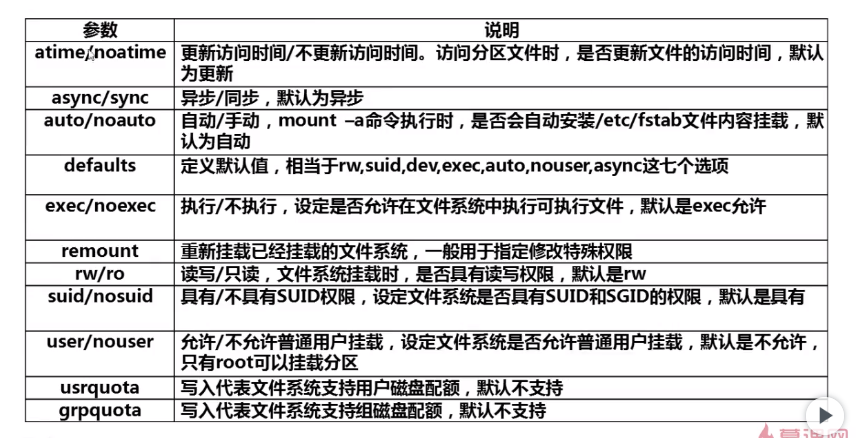 参数 说明
atime/noatime 更新访问时间/不更新访问时间。访问分区文件时，是否更新文件的访问时间，默认
为更新
async/sync 异步/同步，默认为异步
auto/noauto 自动/手动，mount –a命令执行时，是否会自动安装/etc/fstab文件内容挂载，默
认为自动
defaults 定义默认值，相当于rw,suid,dev,exec,auto,nouser,async这七个选项
exec/noexec 执行/不执行，设定是否允许在文件系统中执行可执行文件，默认是exec允许
remount 重新挂载已经挂载的文件系统，一般用于指定修改特殊权限
rw/ro 读写/只读，文件系统挂载时，是否具有读写权限，默认是rw
suid/nosuid 具有/不具有SUID权限，设定文件系统是否具有SUID和SGID的权限，默认是具有
user/nouser 允许/不允许普通用户挂载，设定文件系统是否允许普通用户挂载，默认是不允许，
只有root可以挂载分区
usrquota 写入代表文件系统支持用户磁盘配额，默认不支持
grpquota 写入代表文件系统支持组磁盘配额，默认不支持